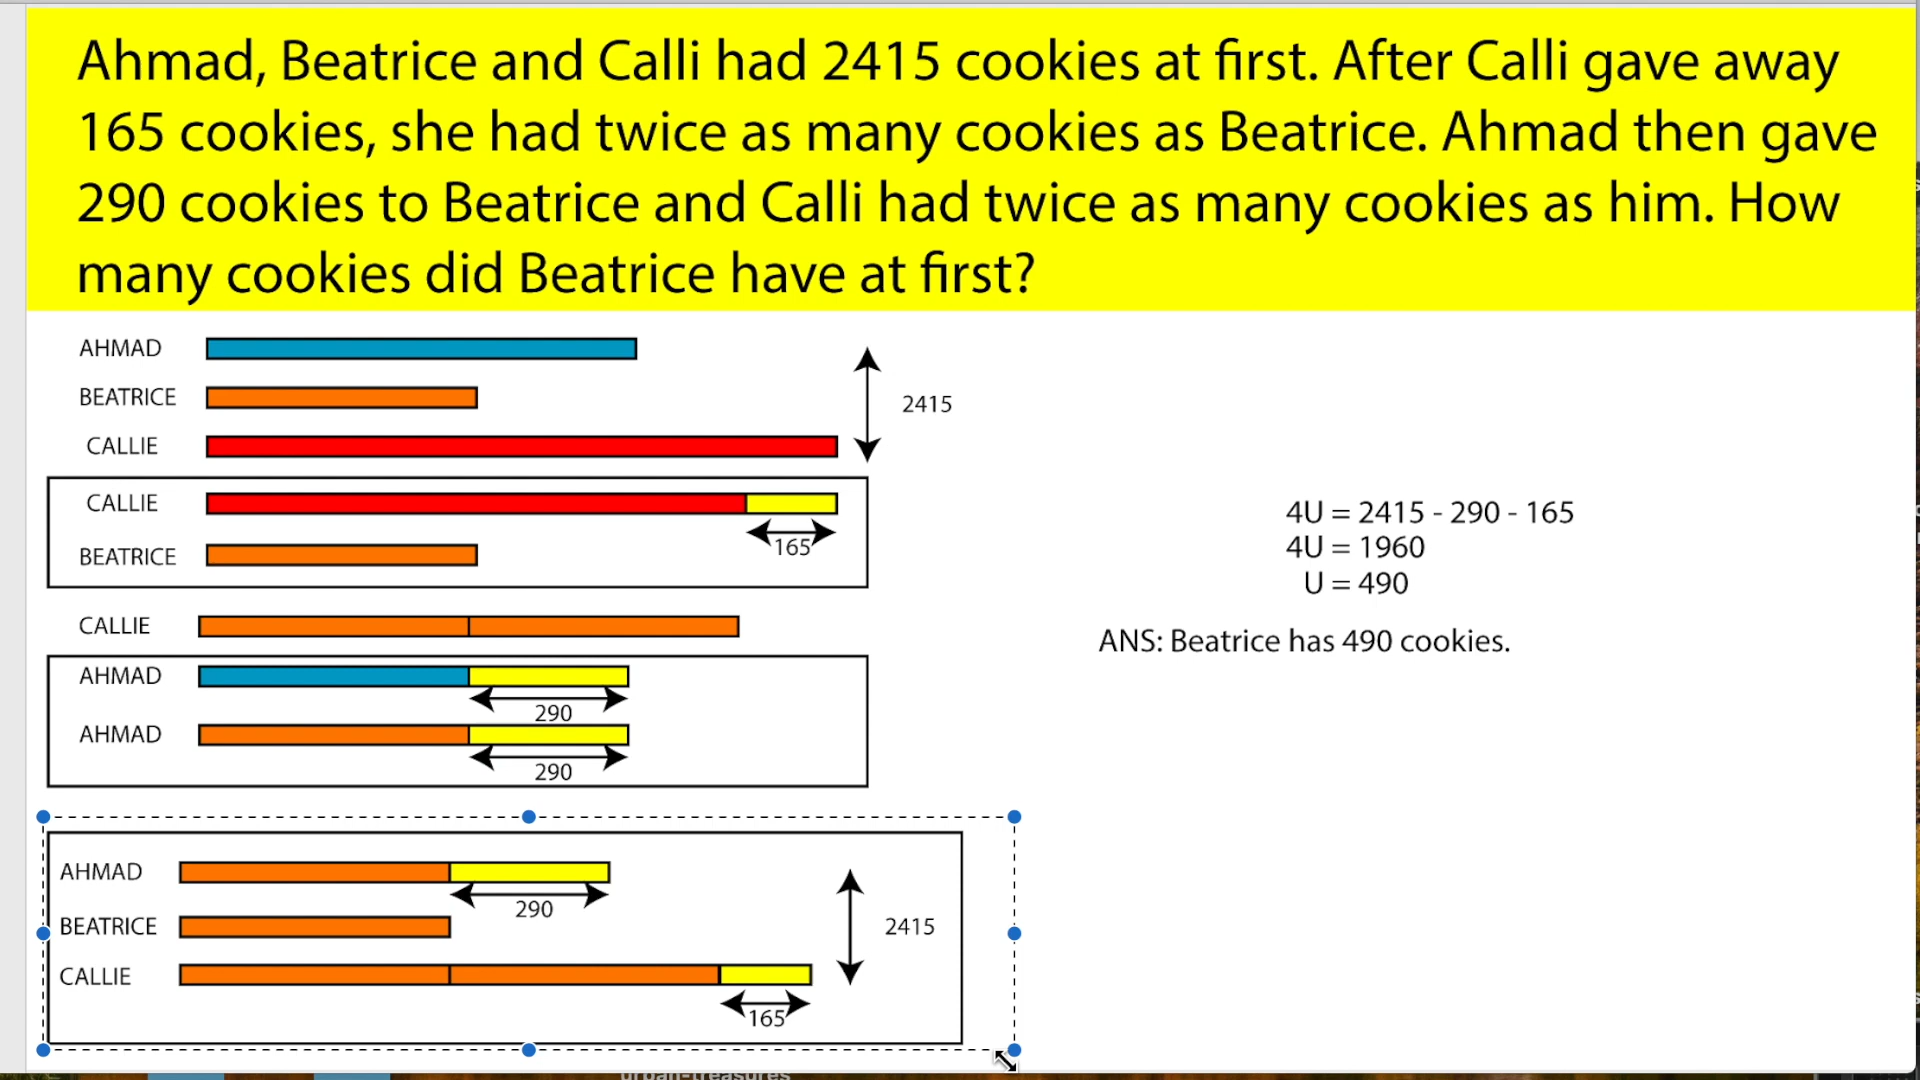 Ahmad, Beatrice and Calli had 2415 cookies at first. After Calli gave away
165 cookies, she had twice as many cookies as Beatrice. Ahmad then gave
290 cookies to Beatrice and Calli had twice as many cookies as him. How
many cookies did Beatrice have at first?
AHMAD
BEATRICE
2415
CALLIE
CALLIE
165
BEATRICE
CALLIE
AHMAD
290
AHMAD
290
AHMAD
290
BEATRICE
2415
CALLIE
165
4U = 2415 - 290 - 165
4U = 1960
U = 490
ANS: Beatrice has 490 cookies.
urban-treasures